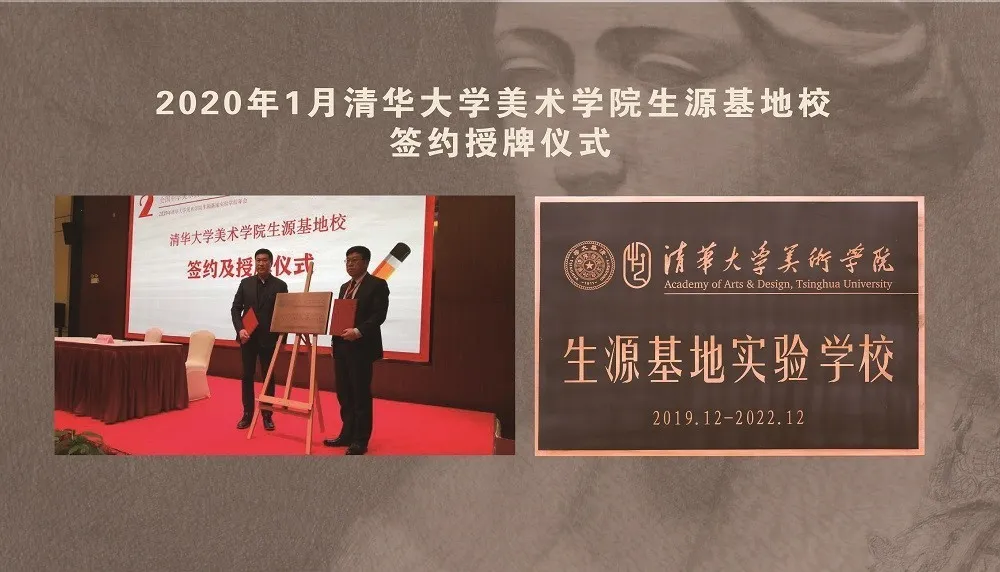 2020年1月清华大学美术学院生源基地校
签约授牌仪式
2
清华大学美术学院生源基地校
签约及授牌仪式
清華大学美術学院
Academy of Arts & Design, Tsinghua University
生源基地实验学校
2019.12-2022.12